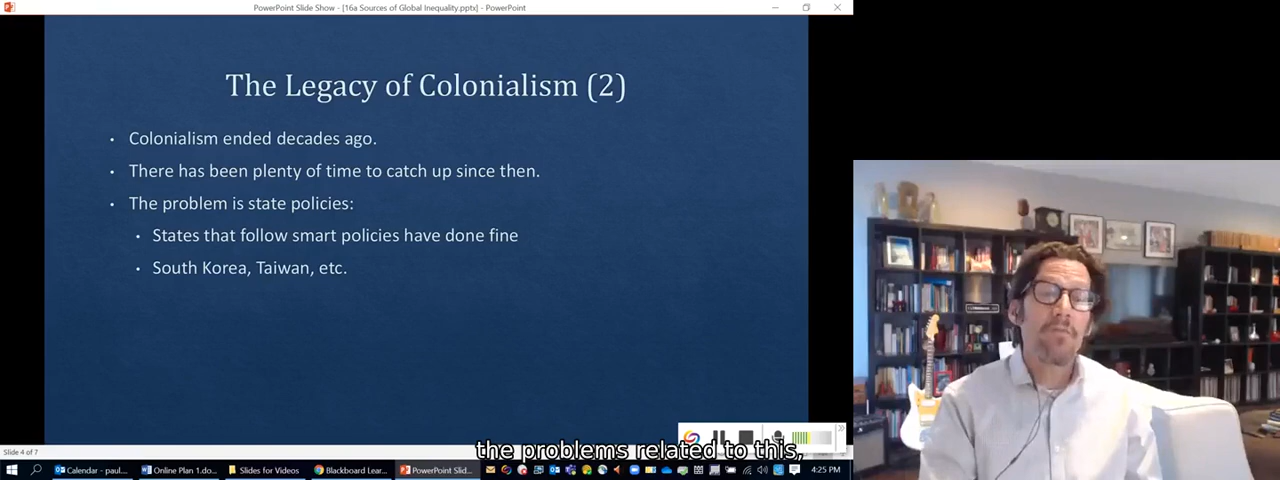 PowerPoint Slide Show - [16a Sources of Global Inequality.pptx] - PowerPoint
The Legacy of Colonialism (2)
• Colonialism ended decades ago.
• There has been plenty of time to catch up since then.
• The problem is state policies:
• States that follow smart policies have done fine
• South Korea, Taiwan, etc.
the problems related to this,
Slide 4 of 7
Calendar - paul... Online Plan 1.do... Slides for Videos Blackboard Lear... PowerPoint Slid... 4:25 PM